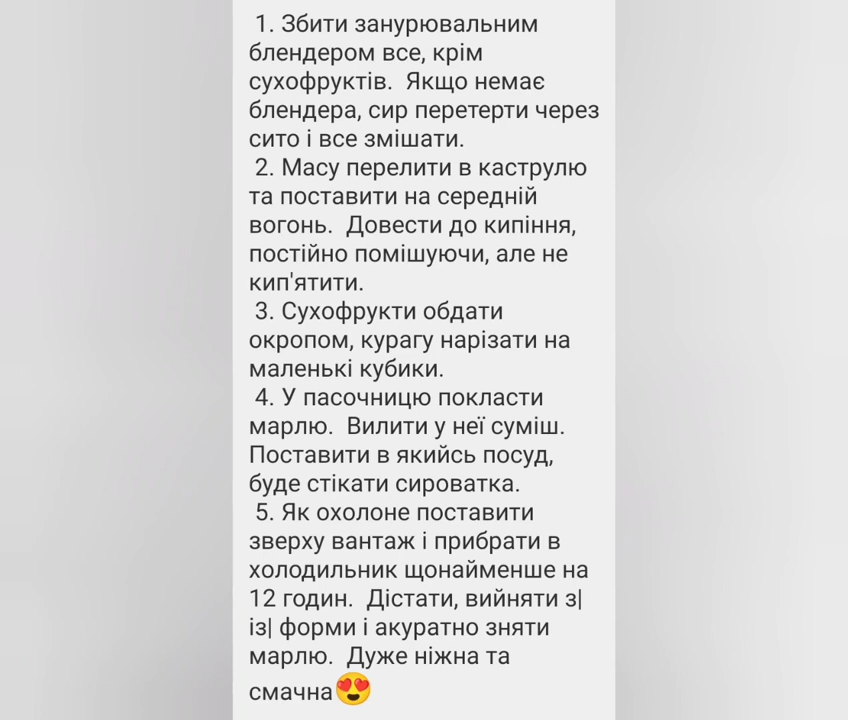 1. Збити занурювальним
блендером все, крім
сухофруктів.  Якщо немає
блендера, сир перетерти через
сито і все змішати.
2. Масу перелити в каструлю
та поставити на середній
вогонь.  Довести до кипіння,
постійно помішуючи, але не
кип'ятити.
3. Сухофрукти обдати
окропом, курагу нарізати на
маленькі кубики.
4. У пасочницю покласти
марлю.  Вилити у неї суміш.
Поставити в якийсь посуд,
буде стікати сироватка.
5. Як охолоне поставити
зверху вантаж і прибрати в
холодильник щонайменше на
12 годин.  Дістати, вийняти з|
із| форми і акуратно зняти
марлю.  Дуже ніжна та
смачна😍